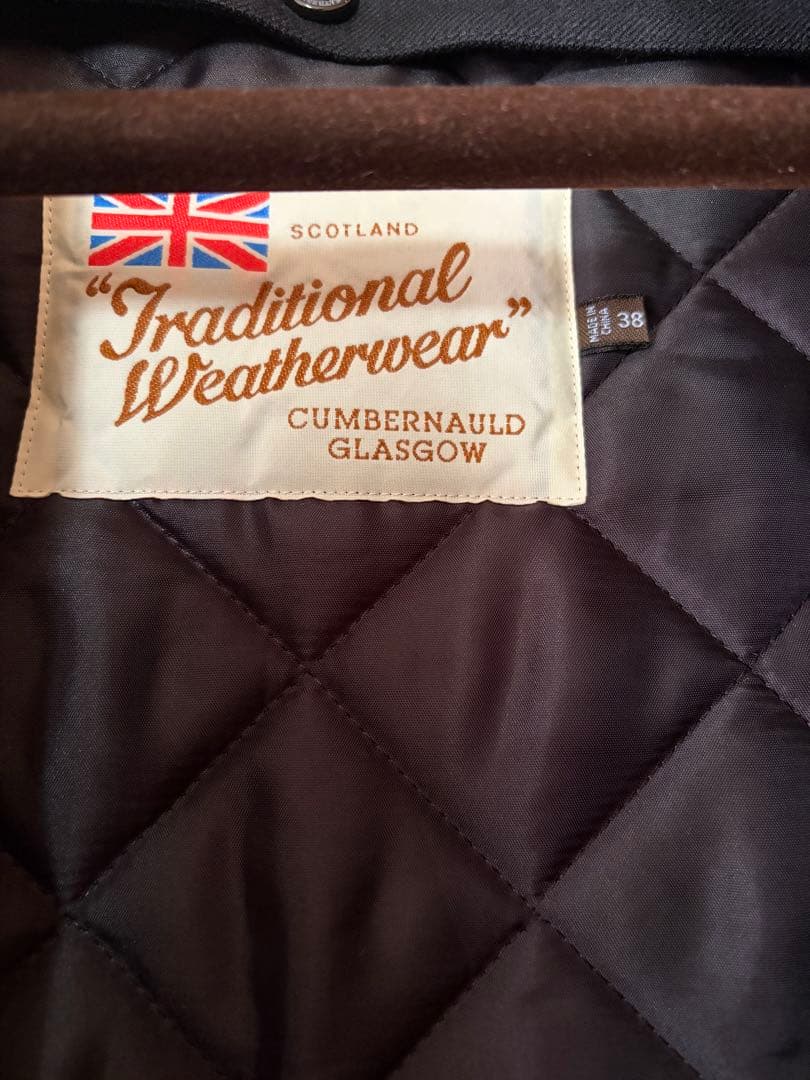 SCOTLAND
"Traditional
Weatherwear"
CUMBERNAULD
GLASGOW
MADE IN
CHINA
38